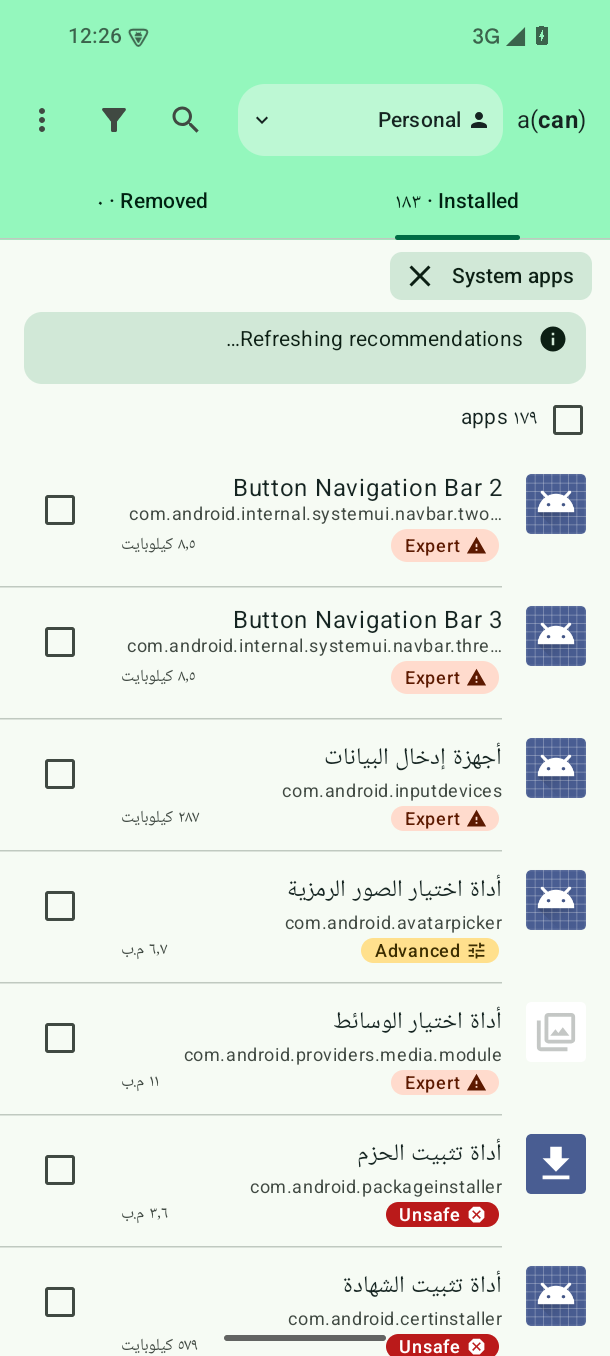 12:26
3G
a(can)
Personal
١٨٣ · Installed
٠ · Removed
System apps
…Refreshing recommendations
apps ١٧٩
Button Navigation Bar 2
com.android.internal.systemui.navbar.two…
Expert
٨٫٥ كيلوبايت
Button Navigation Bar 3
com.android.internal.systemui.navbar.thre…
Expert
٨٫٥ كيلوبايت
أجهزة إدخال البيانات
com.android.inputdevices
Expert
٢٨٧ كيلوبايت
أداة اختيار الصور الرمزية
com.android.avatarpicker
Advanced
٦٫٧ م.ب
أداة اختيار الوسائط
com.android.providers.media.module
Expert
١١ م.ب
أداة تثبيت الحزم
com.android.packageinstaller
Unsafe
٣٫٦ م.ب
أداة تثبيت الشهادة
com.android.certinstaller
Unsafe
٥٧٩ كيلوبايت